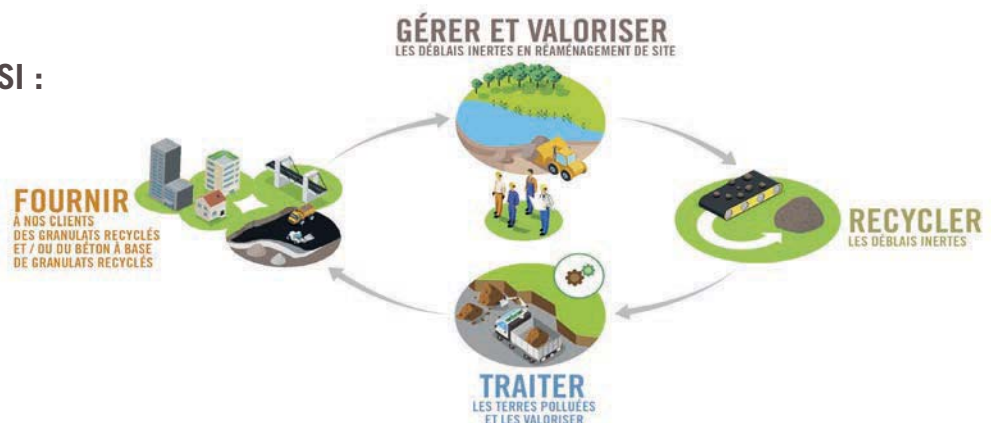 SI :
GÉRER ET VALORISER
LES DÉBLAIS INERTES EN RÉAMÉNAGEMENT DE SITE
FOURNIR
À NOS CLIENTS
DES GRANULATS RECYCLÉS
ET / OU DU BÉTON À BASE
DE GRANULATS RECYCLÉS
RECYCLER
LES DÉBLAIS INERTES
TRAITER
LES TERRES POLLUÉES
ET LES VALORISER